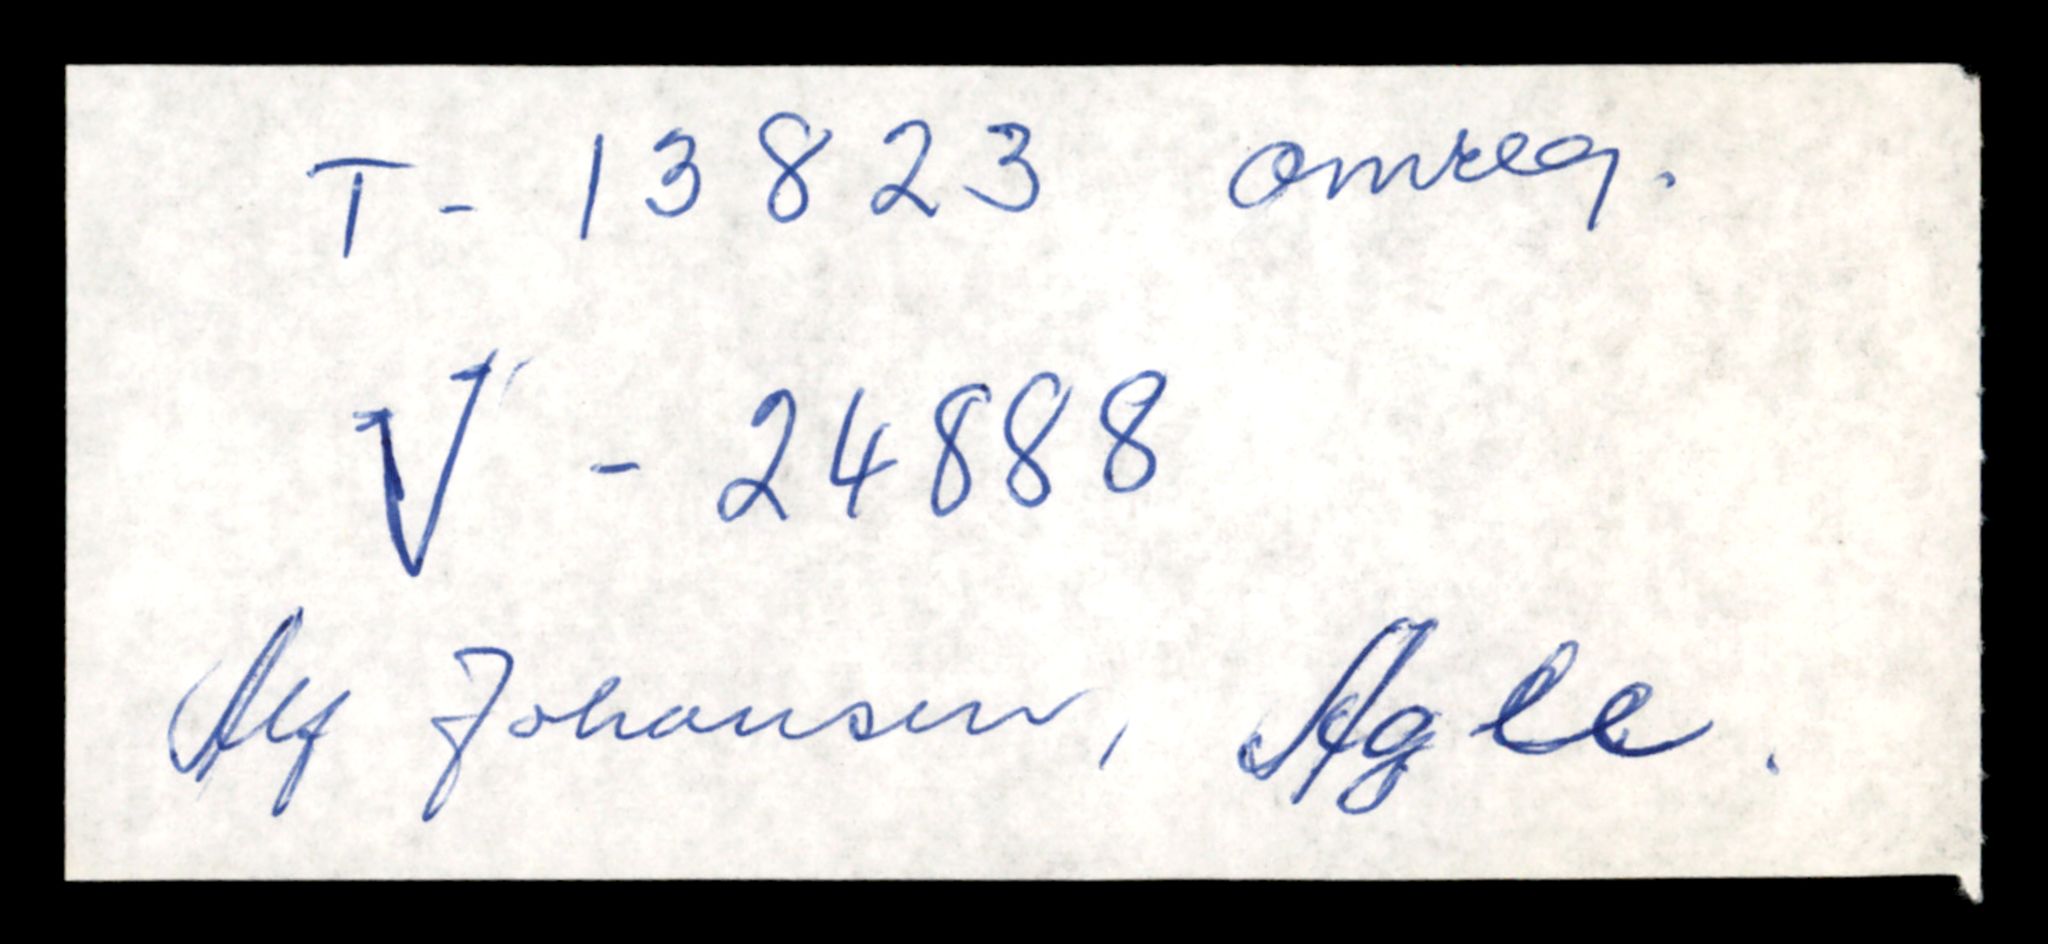 T - 13823 omreg.
V - 24888
Alf Johansen, Agle.